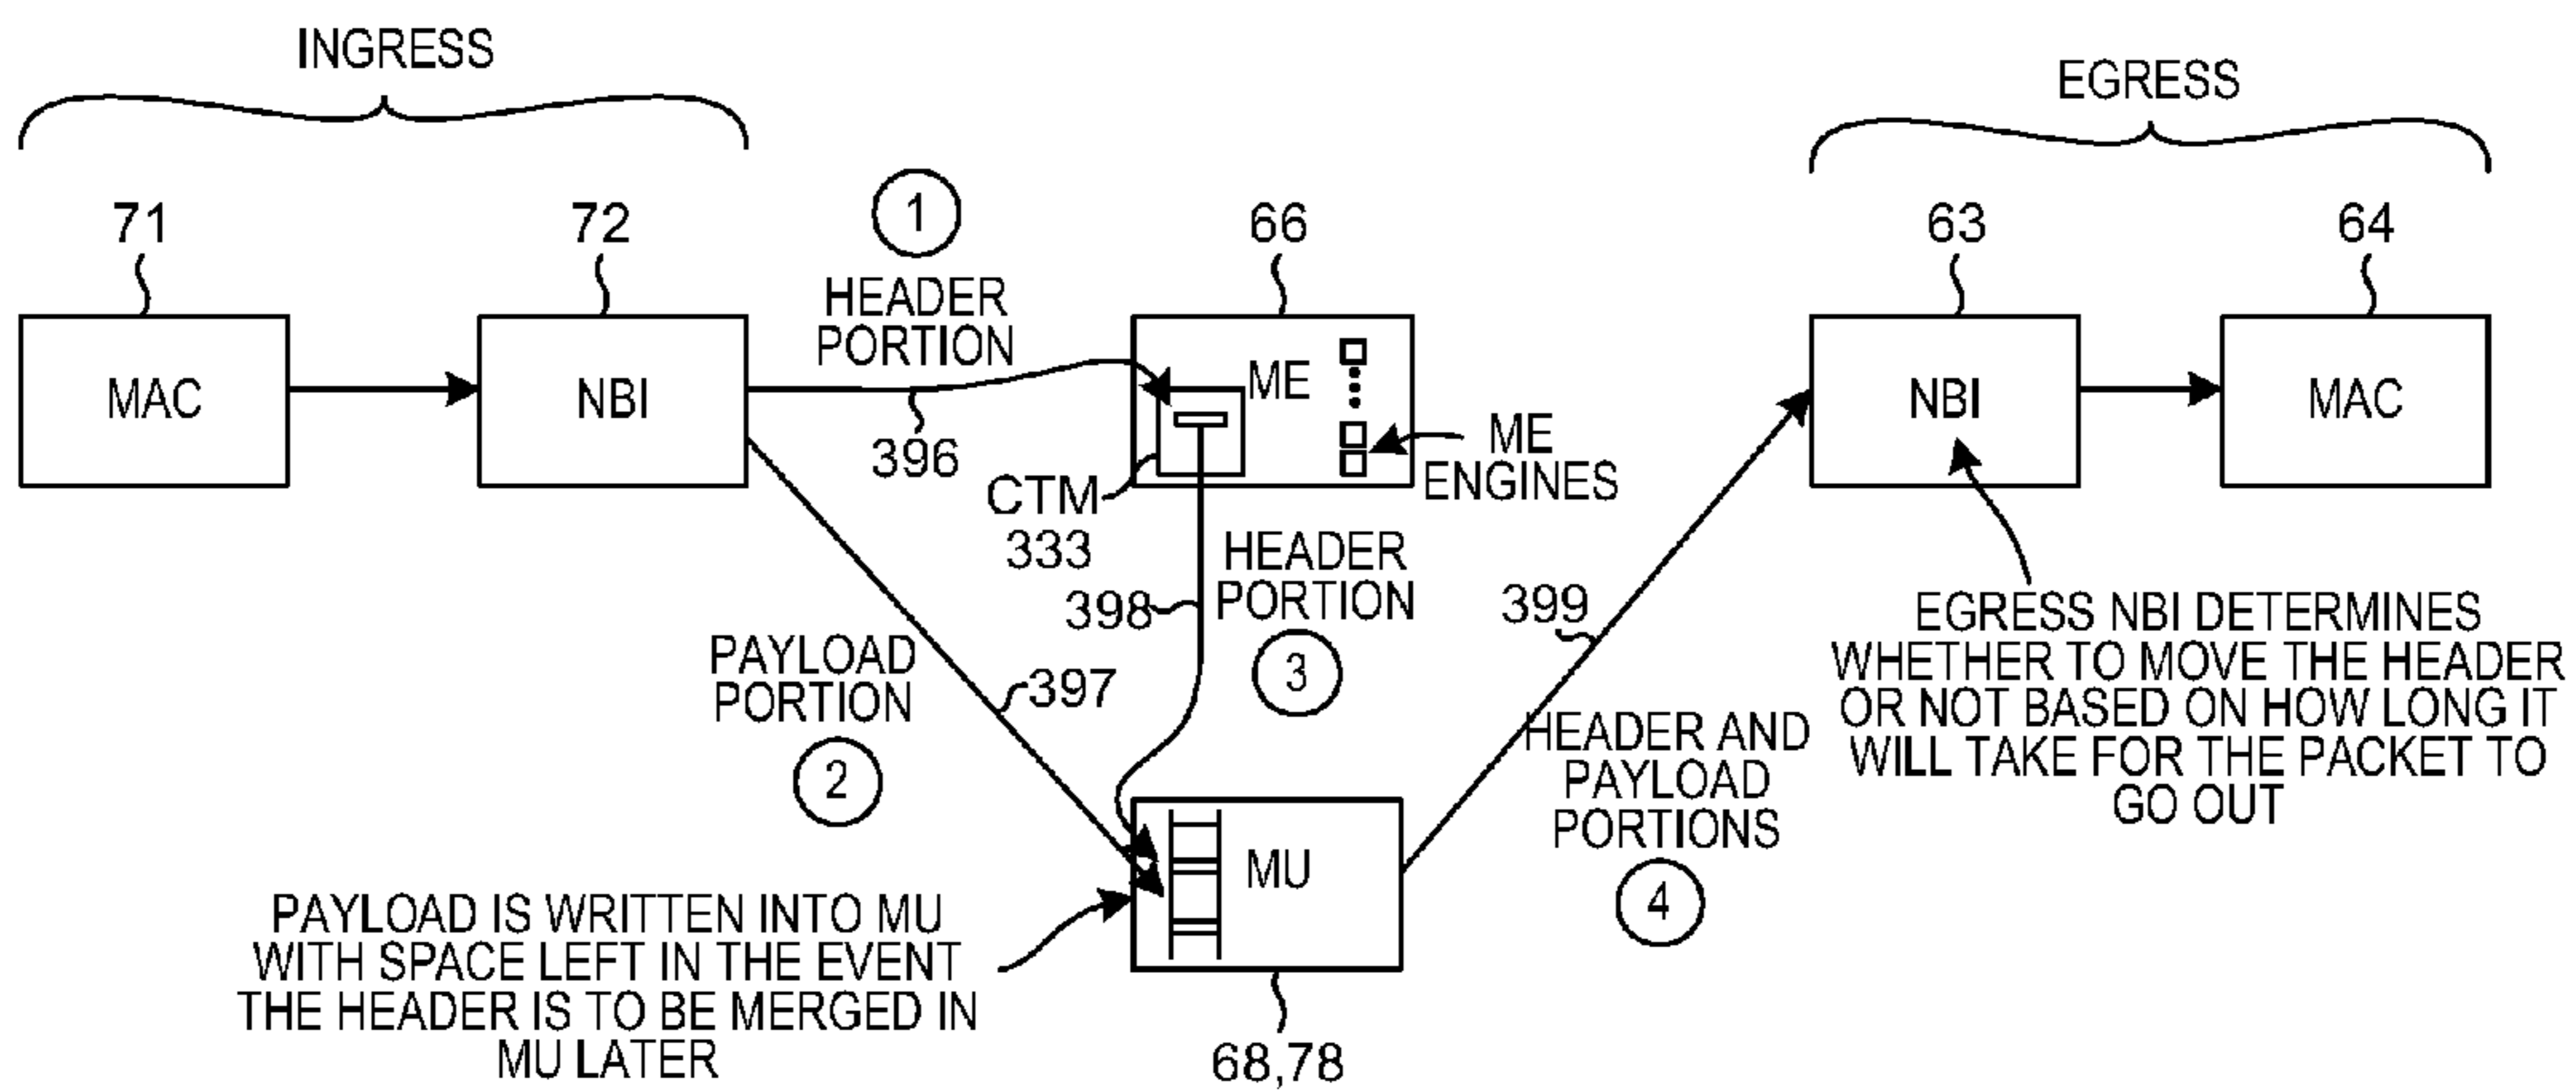 INGRESS
EGRESS
71
72
1
66
63
64
HEADER
PORTION
MAC
NBI
ME
NBI
MAC
396
ME
ENGINES
CTM
333
HEADER
PORTION
398
3
399
PAYLOAD
PORTION
397
2
EGRESS NBI DETERMINES
WHETHER TO MOVE THE HEADER
OR NOT BASED ON HOW LONG IT
WILL TAKE FOR THE PACKET TO
GO OUT
HEADER AND
PAYLOAD
PORTIONS
4
MU
PAYLOAD IS WRITTEN INTO MU
WITH SPACE LEFT IN THE EVENT
THE HEADER IS TO BE MERGED IN
MU LATER
68,78